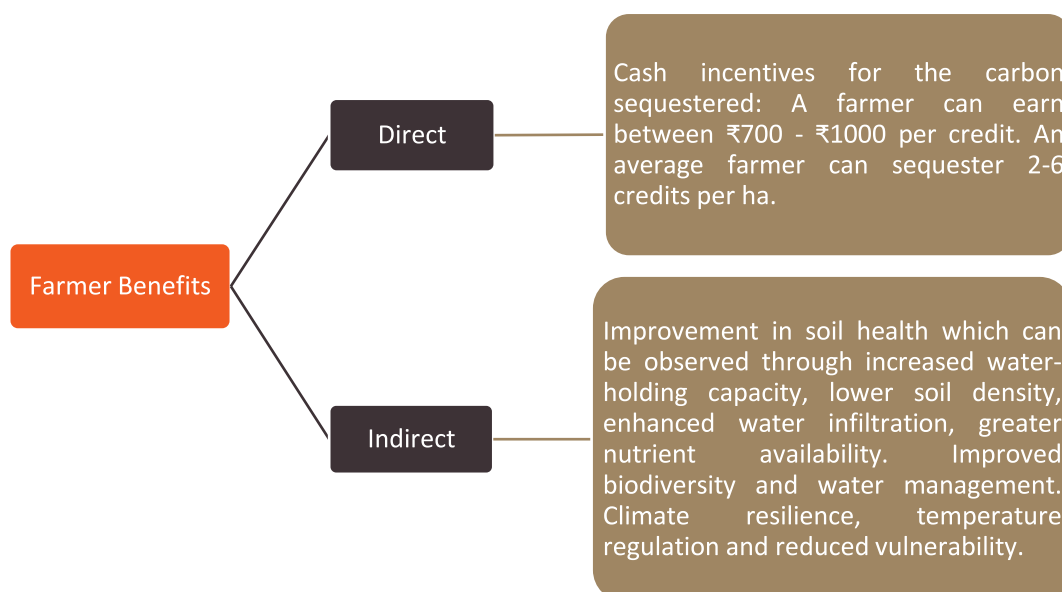 Farmer Benefits
Direct
Cash incentives for the carbon
sequestered: A farmer can earn
between ₹700 - ₹1000 per credit. An
average farmer can sequester 2-6
credits per ha.
Indirect
Improvement in soil health which can
be observed through increased water-
holding capacity, lower soil density,
enhanced water infiltration, greater
nutrient availability. Improved
biodiversity and water management.
Climate resilience, temperature
regulation and reduced vulnerability.